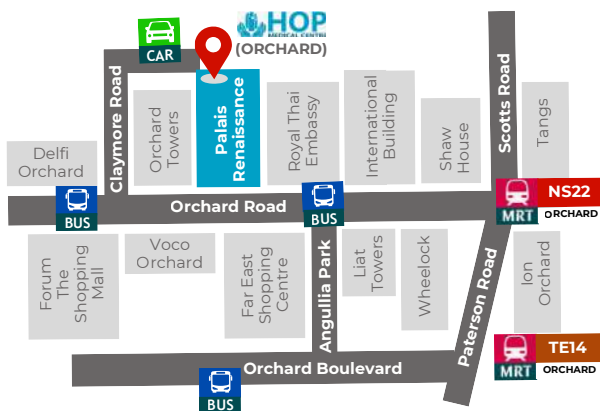 HOP
MEDICAL CENTRE
(ORCHARD)
CAR
Claymore Road
Scotts Road
Delfi
Orchard
Orchard
Towers
Palais
Renaissance
Royal Thai
Embassy
International
Building
Shaw
House
Tangs
BUS
Orchard Road
BUS
MRT
NS22
ORCHARD
Forum
The
Shopping
Mall
Voco
Orchard
Far East
Shopping
Centre
Angullia Park
Liat
Towers
Wheelock
Paterson Road
Ion
Orchard
MRT
TE14
ORCHARD
Orchard Boulevard
BUS